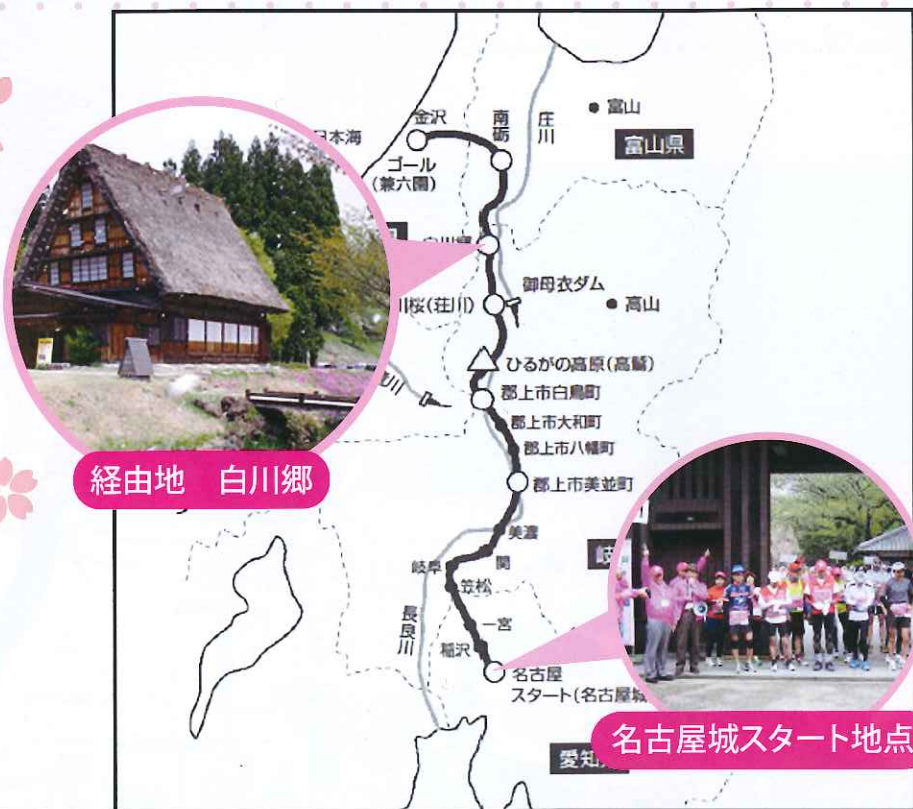 金沢
日本海
ゴール
(兼六園)
南砺
庄川
富山
富山県
白川郷
川桜(荘川)
御母衣ダム
高山
ひるがの高原(高鷲)
郡上市白鳥町
郡上市大和町
郡上市八幡町
郡上市美並町
経由地 白川郷
美濃
関
岐阜
笠松
長良川
一宮
稲沢
名古屋
スタート(名古屋城
愛知
名古屋城スタート地点